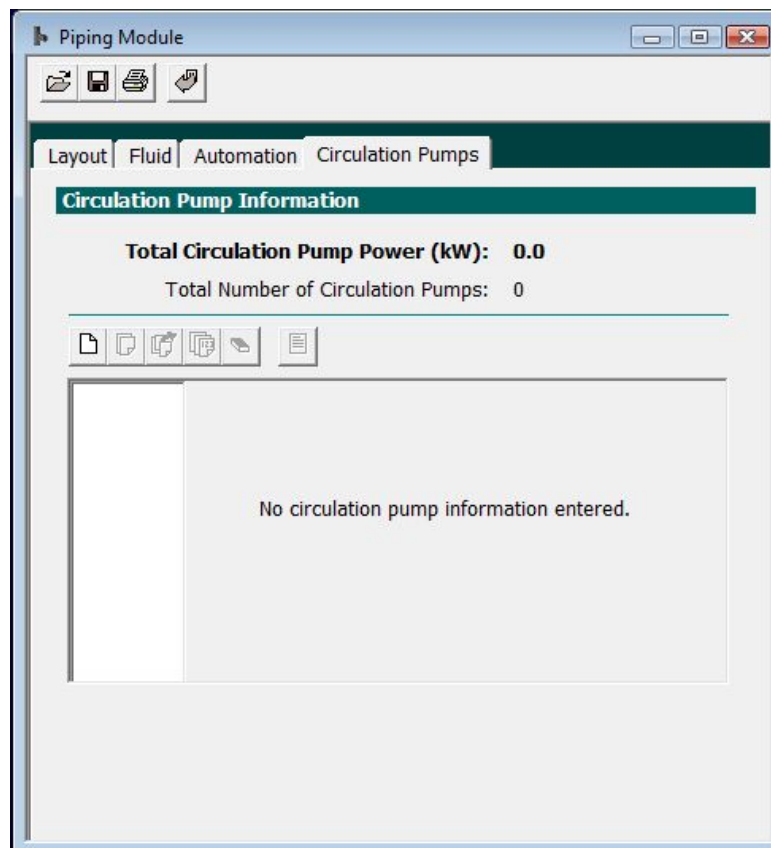 Piping Module
Layout Fluid Automation Circulation Pumps
Circulation Pump Information
Total Circulation Pump Power (kW): 0.0
Total Number of Circulation Pumps: 0
No circulation pump information entered.